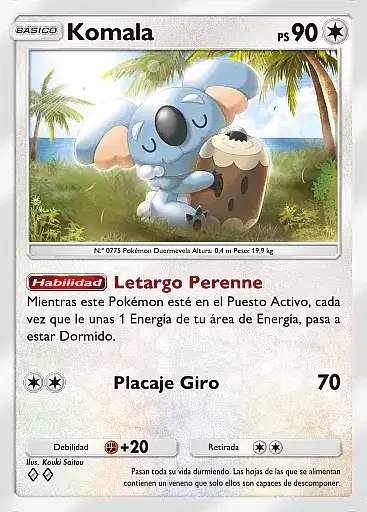 BÁSICO Komala PS 90
N.º 0775 Pokémon Duermevela Altura: 0,4 m Peso: 19,9 kg
Habilidad Letargo Perenne
Mientras este Pokémon esté en el Puesto Activo, cada
vez que le unas 1 Energía de tu área de Energía, pasa a
estar Dormido.
Placaje Giro 70
Debilidad +20 Retirada
Ilus. Kouki Saitou
Pasan toda su vida durmiendo. Las hojas de las que se alimentan
contienen un veneno que solo ellos son capaces de descomponer.